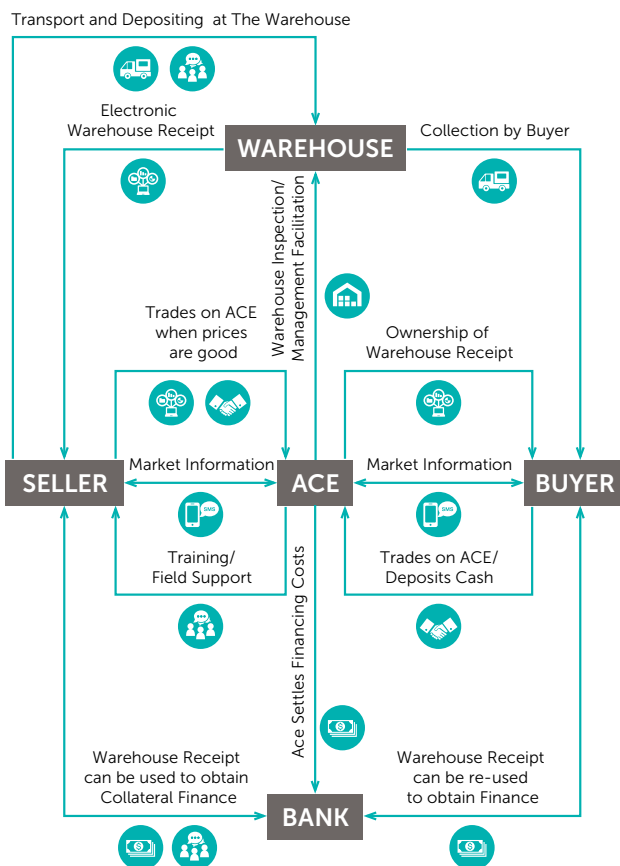 Transport and Depositing at The Warehouse
Electronic
Warehouse Receipt
WAREHOUSE
Collection by Buyer
Warehouse Inspection/
Management Facilitation
Trades on ACE
when prices
are good
Ownership of
Warehouse Receipt
SELLER
Market Information
ACE
Market Information
BUYER
SMS
SMS
Training/
Field Support
Trades on ACE/
Deposits Cash
Ace Settles Financing Costs
Warehouse Receipt
can be used to obtain
Collateral Finance
Warehouse Receipt
can be re-used
to obtain Finance
BANK